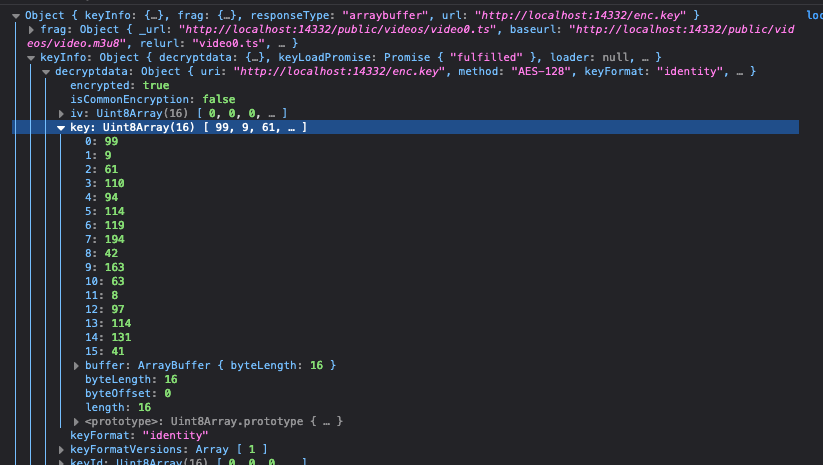 Object { keyInfo: {…}, frag: {…}, responseType: "arraybuffer", url: "http://localhost:14332/enc.key" }
loc
frag: Object { _url: "http://localhost:14332/public/videos/video0.ts", baseurl: "http://localhost:14332/public/vid
eos/video.m3u8", relurl: "video0.ts", … }
keyInfo: Object { decryptdata: {…}, keyLoadPromise: Promise { "fulfilled" }, loader: null, … }
decryptdata: Object { uri: "http://localhost:14332/enc.key", method: "AES-128", keyFormat: "identity", … }
encrypted: true
isCommonEncryption: false
iv: Uint8Array(16) [ 0, 0, 0, … ]
key: Uint8Array(16) [ 99, 9, 61, … ]
0: 99
1: 9
2: 61
3: 110
4: 94
5: 114
6: 119
7: 194
8: 42
9: 163
10: 63
11: 8
12: 97
13: 114
14: 131
15: 41
buffer: ArrayBuffer { byteLength: 16 }
byteLength: 16
byteOffset: 0
length: 16
<prototype>: Uint8Array.prototype { … }
keyFormat: "identity"
keyFormatVersions: Array [ 1 ]
keyId: Uint8Array(16) [ 0, 0, 0, … ]